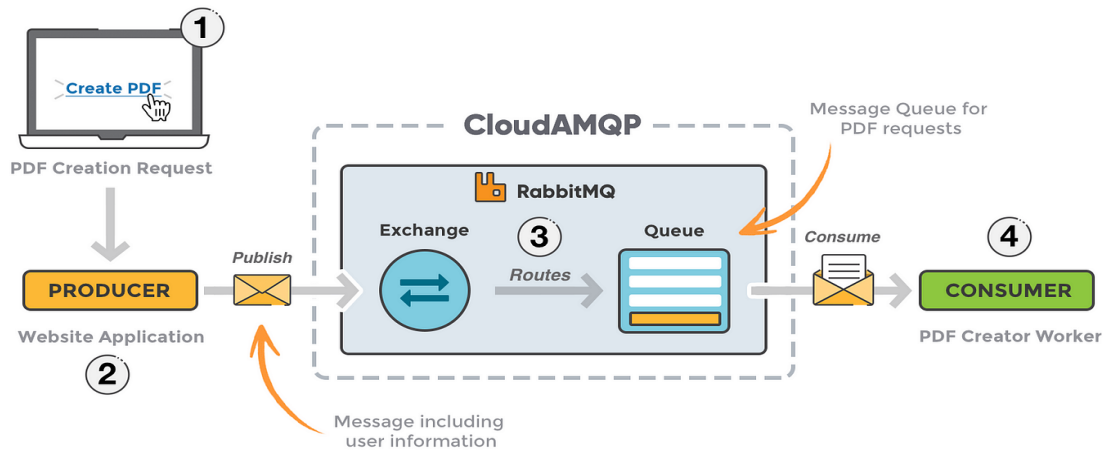 1
Create PDF
PDF Creation Request
CloudAMQP
Message Queue for
PDF requests
RabbitMQ
Exchange
3
Queue
Routes
Publish
Consume
4
PRODUCER
CONSUMER
Website Application
PDF Creator Worker
2
Message including
user information